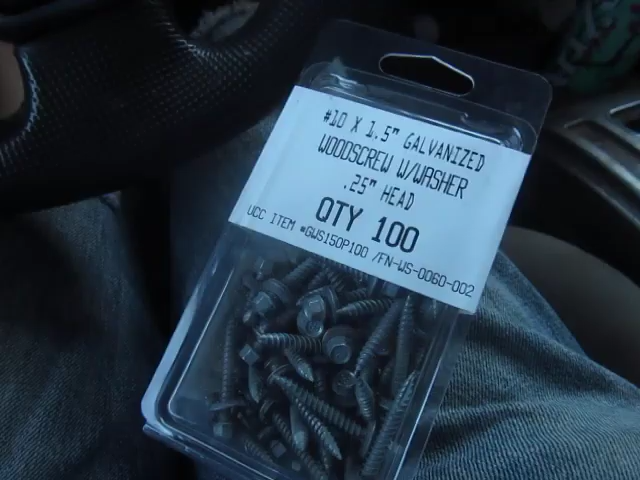 #10 X 1.5" GALVANIZED
WOODSCREW W/WASHER
.25" HEAD
QTY 100
UCC ITEM #GWS150P100 /FN-WS-0060-002